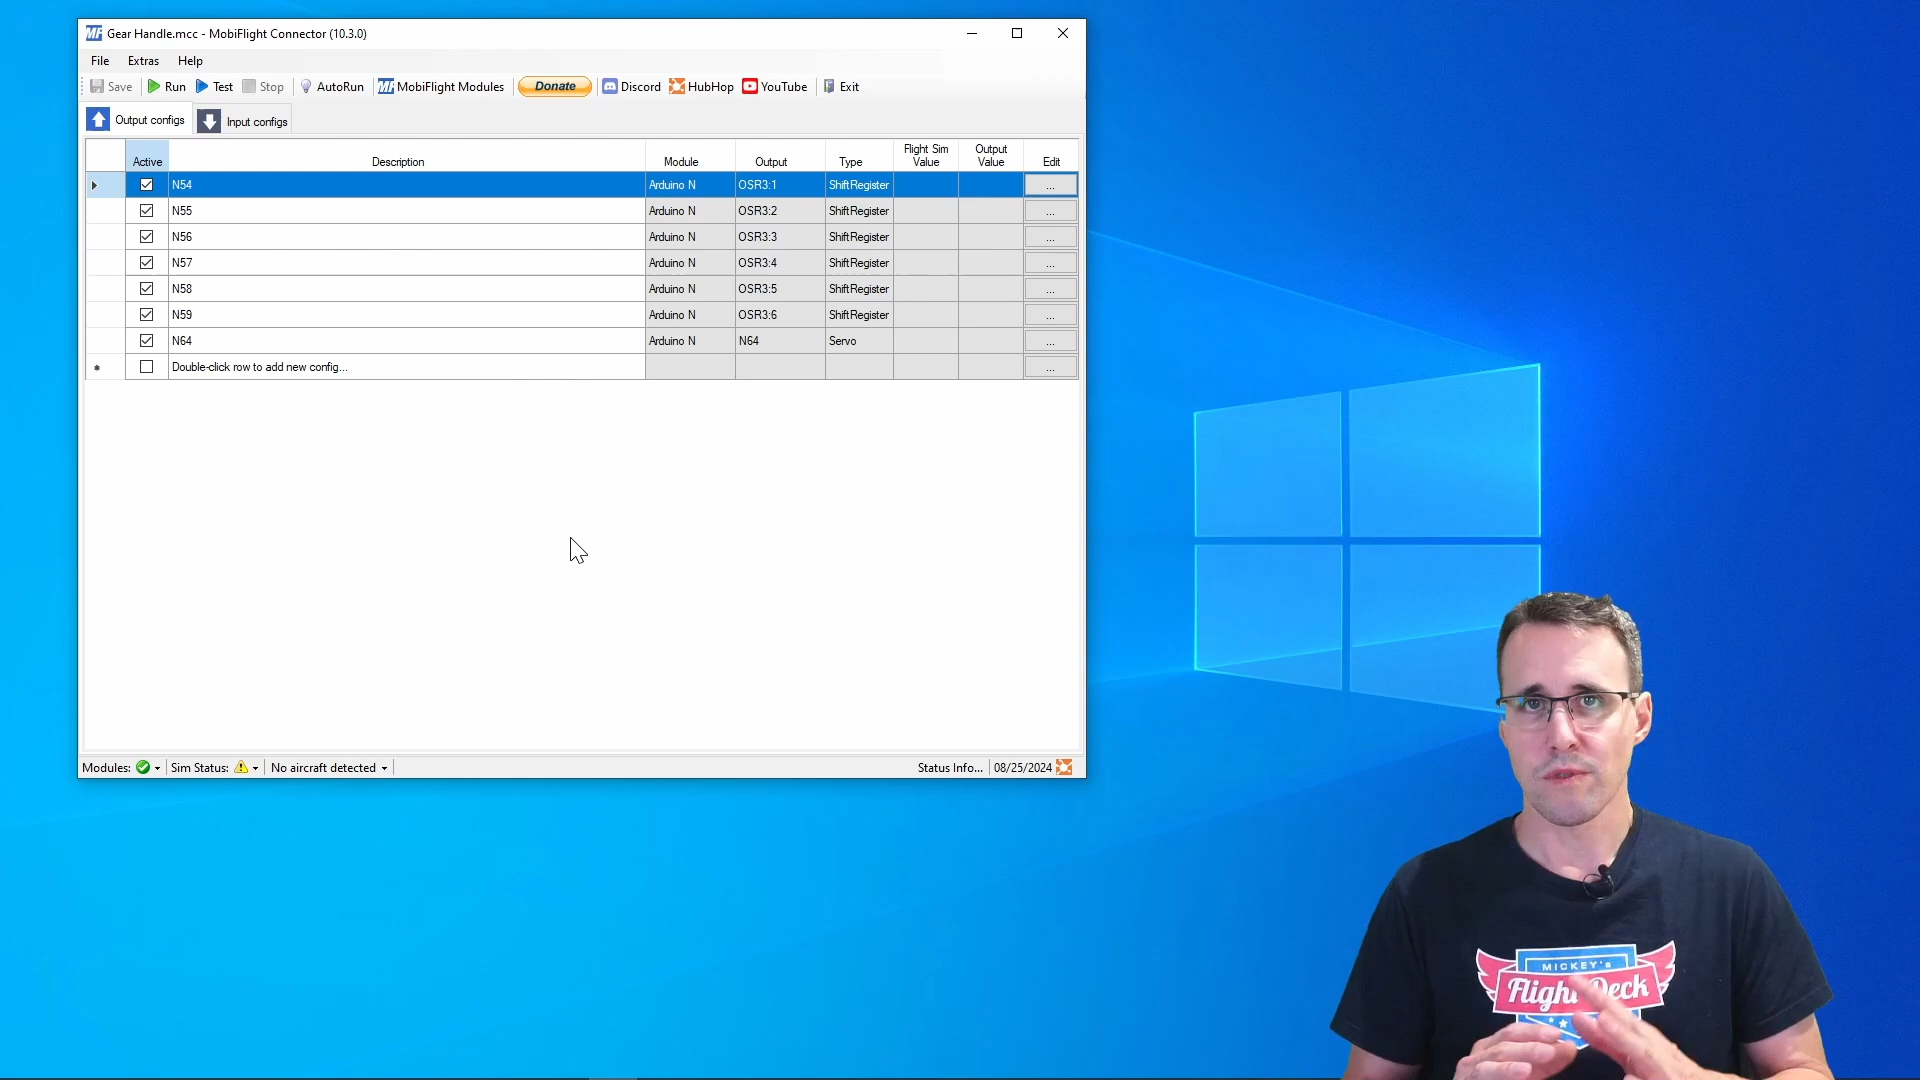 MF Gear Handle.mcc - MobiFlight Connector (10.3.0)
File Extras Help
Save Run Test Stop AutoRun MF MobiFlight Modules Donate Discord HubHop YouTube Exit
Output configs Input configs
Active Description Module Output Type Flight Sim Value Output Value Edit
N54 Arduino N OSR3:1 ShiftRegister ...
N55 Arduino N OSR3:2 ShiftRegister ...
N56 Arduino N OSR3:3 ShiftRegister ...
N57 Arduino N OSR3:4 ShiftRegister ...
N58 Arduino N OSR3:5 ShiftRegister ...
N59 Arduino N OSR3:6 ShiftRegister ...
N64 Arduino N N64 Servo ...
Double-click row to add new config... ...
Modules: Sim Status: No aircraft detected Status Info... 08/25/2024
MICKEY's
Flight Deck